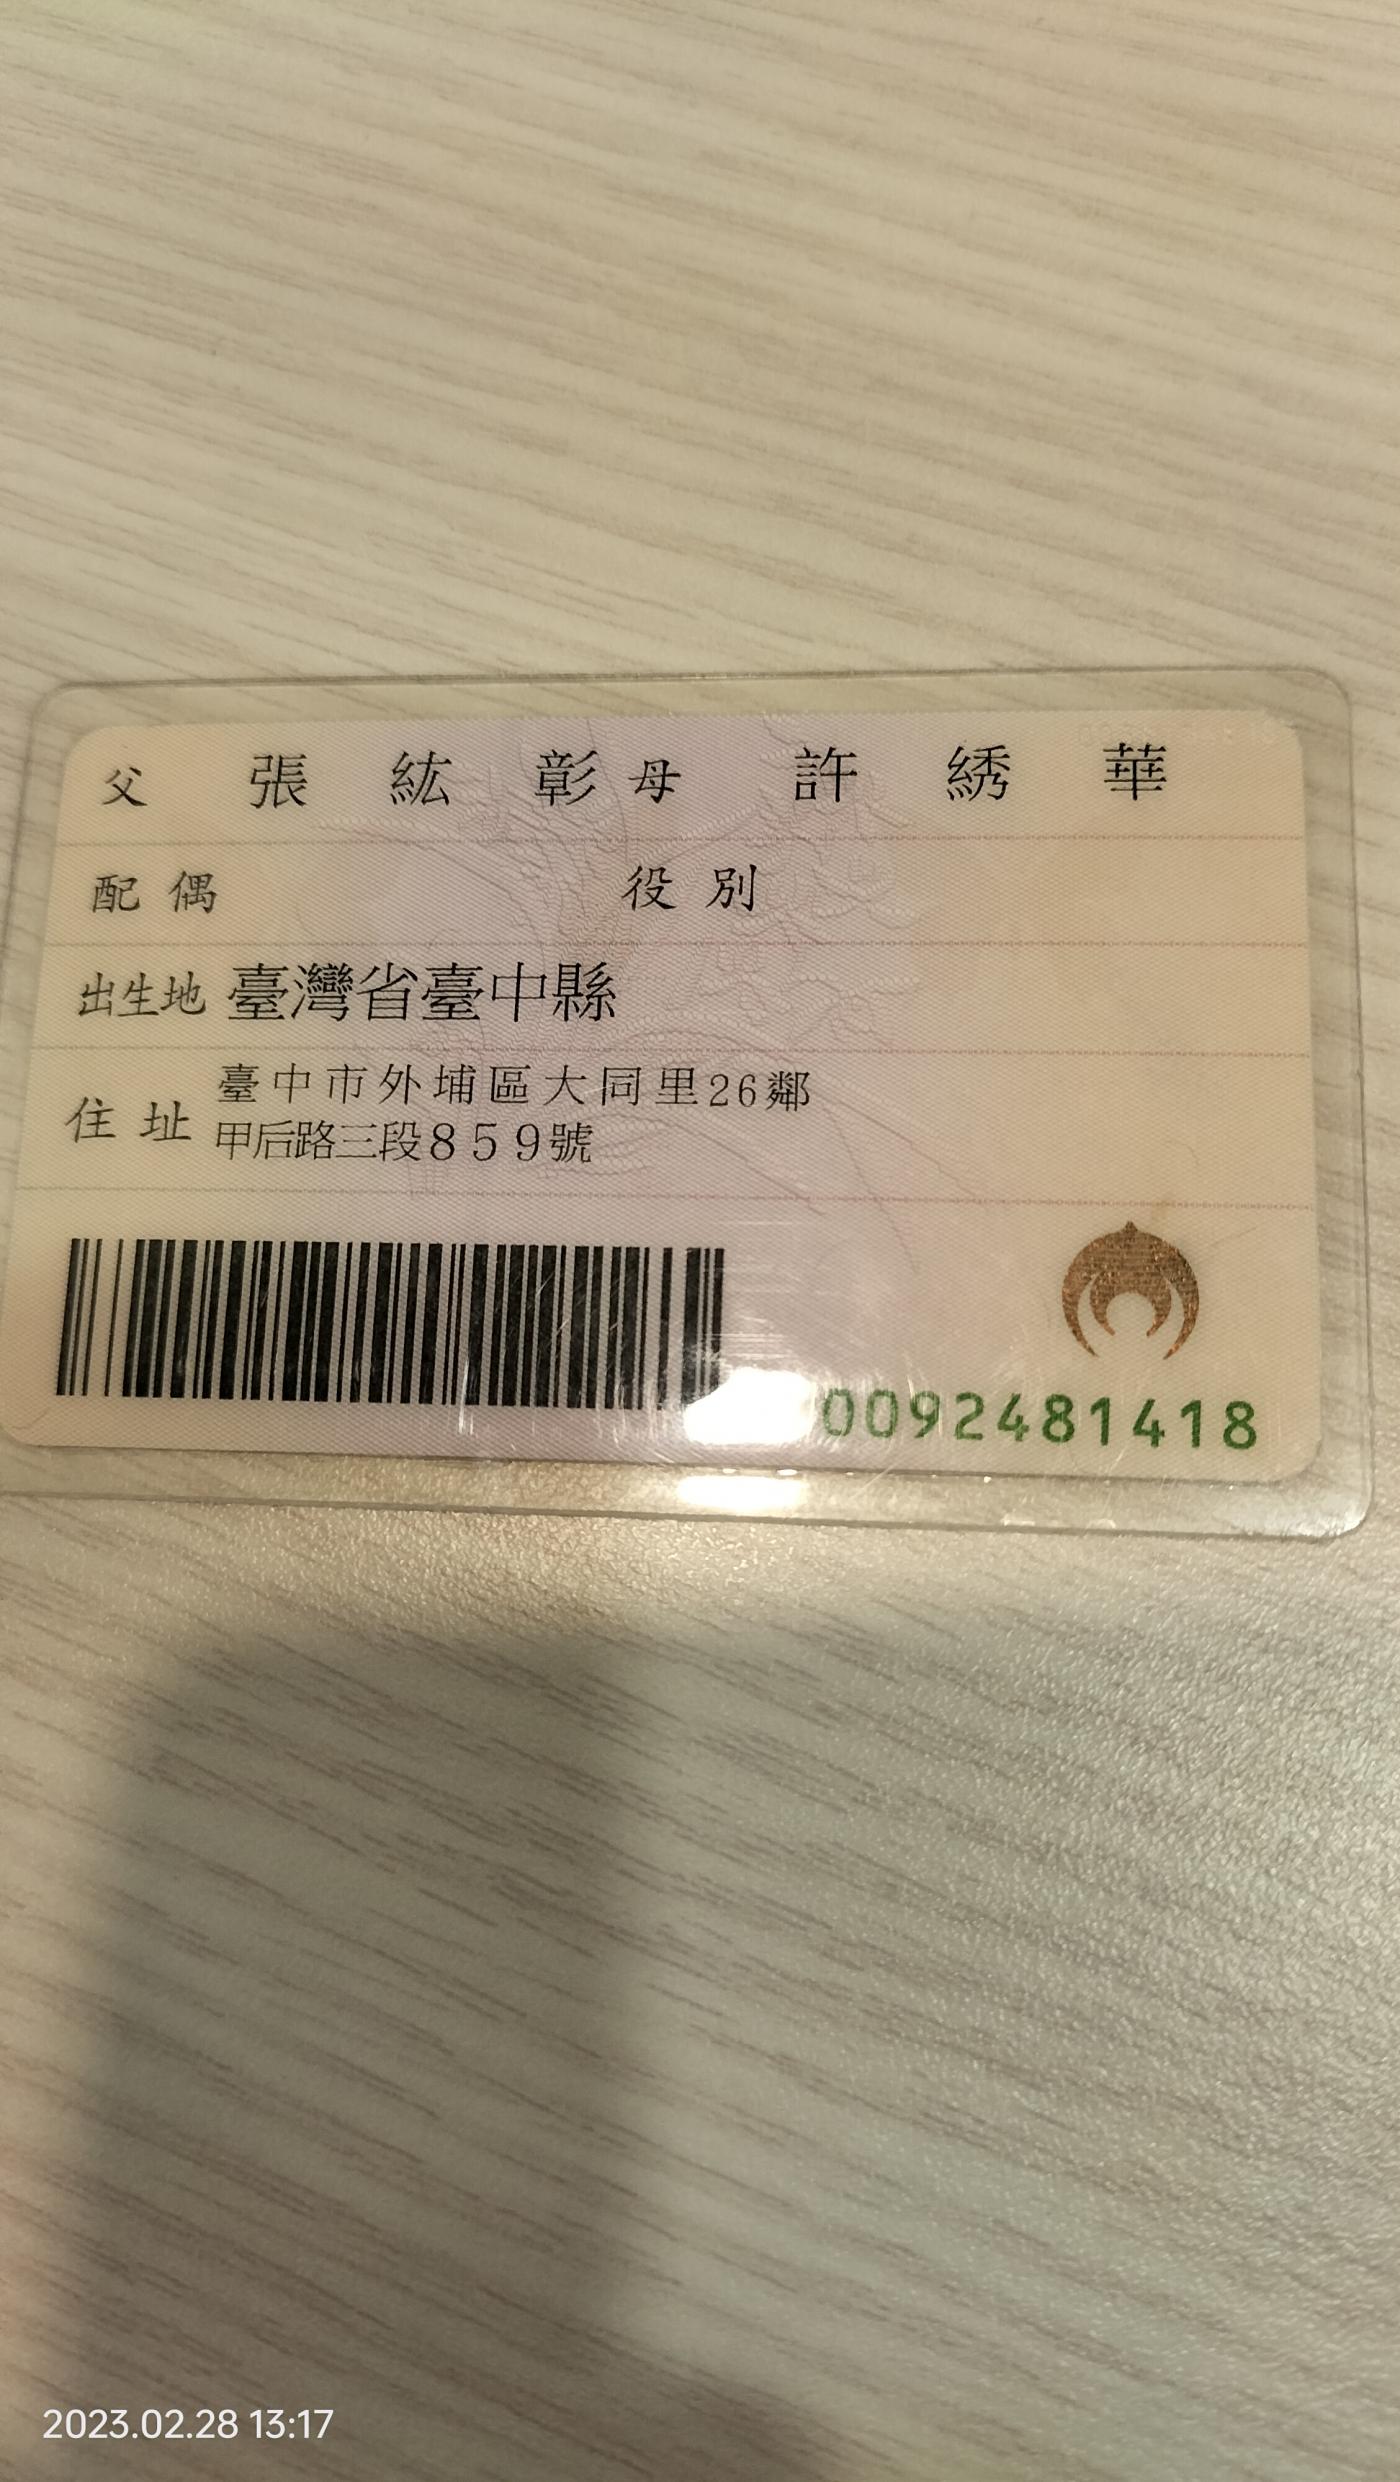 父 張紘彰 母 許綉華
配偶 役別
出生地 臺灣省臺中縣
住址 臺中市外埔區大同里26鄰
甲后路三段859號
0092481418
2023.02.28 13:17